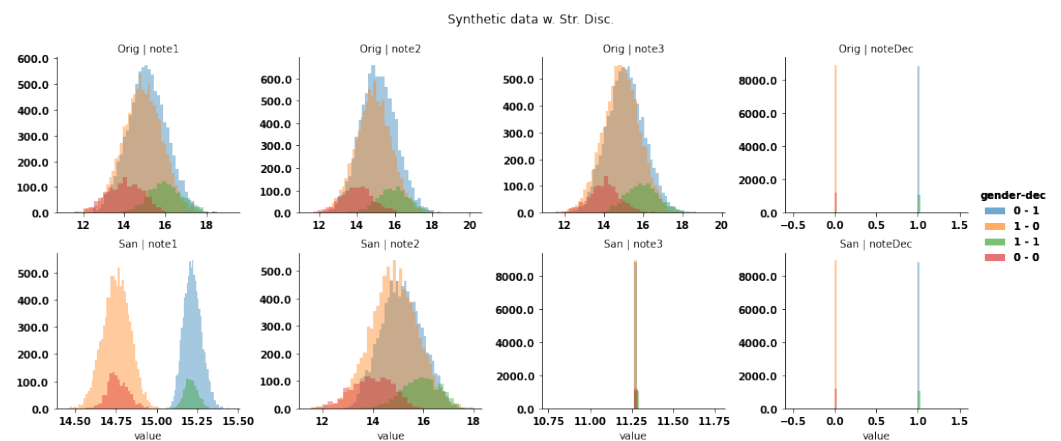 Synthetic data w. Str. Disc.
Orig | note1
Orig | note2
Orig | note3
Orig | noteDec
600.0
500.0
400.0
300.0
200.0
100.0
0.0
12 14 16 18
600.0
500.0
400.0
300.0
200.0
100.0
0.0
12 14 16 18 20
500.0
400.0
300.0
200.0
100.0
0.0
12 14 16 18 20
8000.0
6000.0
4000.0
2000.0
0.0
−0.5 0.0 0.5 1.0 1.5
gender-dec
0 - 1
1 - 0
1 - 1
0 - 0
San | note1
San | note2
San | note3
San | noteDec
500.0
400.0
300.0
200.0
100.0
0.0
14.50 14.75 15.00 15.25 15.50
value
500.0
400.0
300.0
200.0
100.0
0.0
12 14 16 18
value
8000.0
6000.0
4000.0
2000.0
0.0
10.75 11.00 11.25 11.50 11.75
value
8000.0
6000.0
4000.0
2000.0
0.0
−0.5 0.0 0.5 1.0 1.5
value